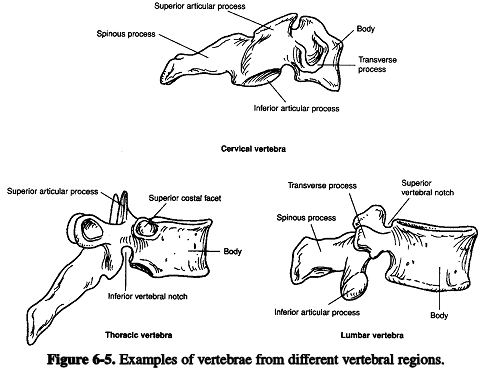 Superior articular process
Spinous process
Body
Transverse
process
Inferior articular process
Cervical vertebra
Superior articular process
Superior costal facet
Body
Inferior vertebral notch
Thoracic vertebra
Transverse process
Superior
vertebral notch
Spinous process
Inferior articular process
Body
Lumbar vertebra
Figure 6-5. Examples of vertebrae from different vertebral regions.